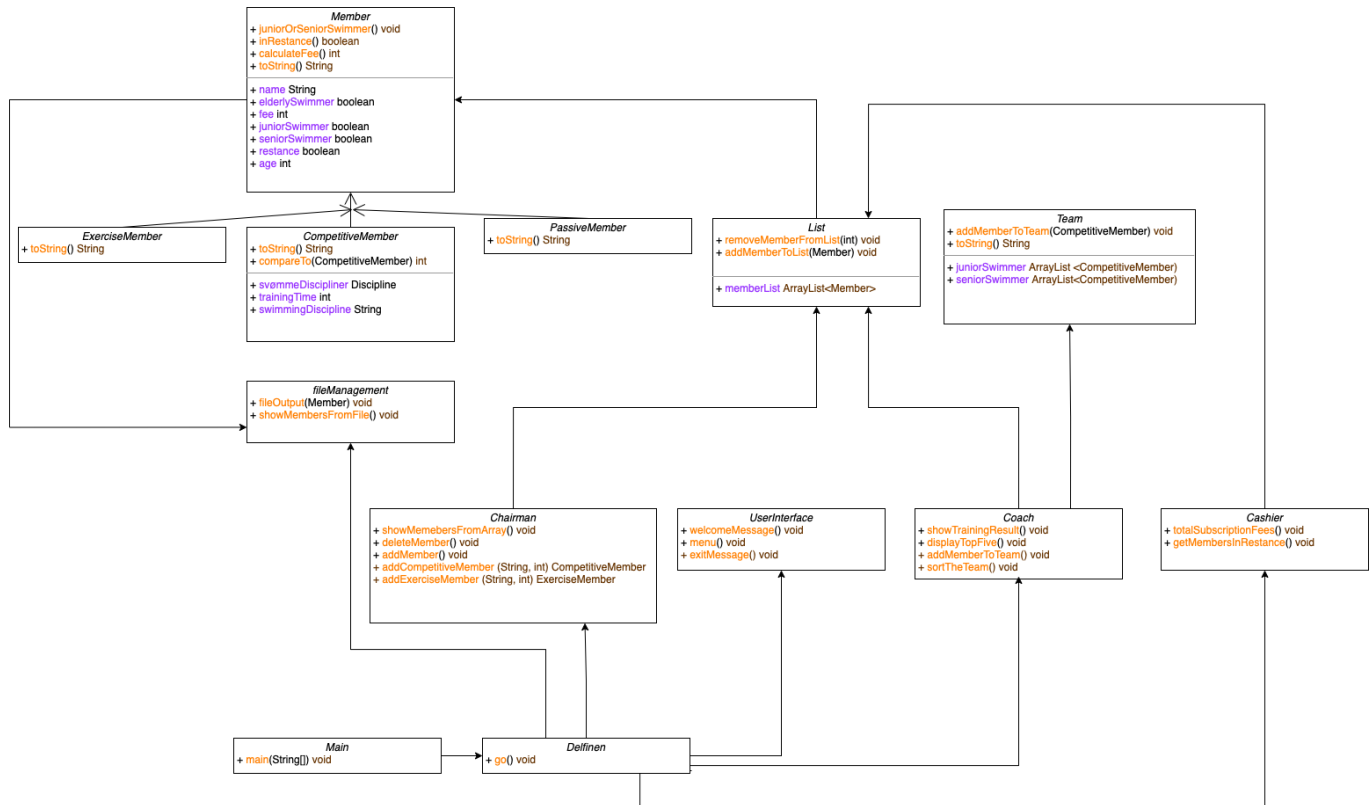 Member
+ juniorOrSeniorSwimmer() void
+ inRestance() boolean
+ calculateFee() int
+ toString() String
+ name String
+ elderlySwimmer boolean
+ fee int
+ juniorSwimmer boolean
+ seniorSwimmer boolean
+ restance boolean
+ age int
ExerciseMember
+ toString() String
CompetitiveMember
+ toString() String
+ compareTo(CompetitiveMember) int
+ svømmeDiscipliner Discipline
+ trainingTime int
+ swimmingDiscipline String
PassiveMember
+ toString() String
List
+ removeMemberFromList(int) void
+ addMemberToList(Member) void
+ memberList ArrayList<Member>
Team
+ addMemberToTeam(CompetitiveMember) void
+ toString() String
+ juniorSwimmer ArrayList <CompetitiveMember)
+ seniorSwimmer ArrayList<CompetitiveMember)
fileManagement
+ fileOutput(Member) void
+ showMembersFromFile() void
Chairman
+ showMemebersFromArray() void
+ deleteMember() void
+ addMember() void
+ addCompetitiveMember (String, int) CompetitiveMember
+ addExerciseMember (String, int) ExerciseMember
UserInterface
+ welcomeMessage() void
+ menu() void
+ exitMessage() void
Coach
+ showTrainingResult() void
+ displayTopFive() void
+ addMemberToTeam() void
+ sortTheTeam() void
Cashier
+ totalSubscriptionFees() void
+ getMembersInRestance() void
Main
+ main(String[]) void
Delfinen
+ go() void